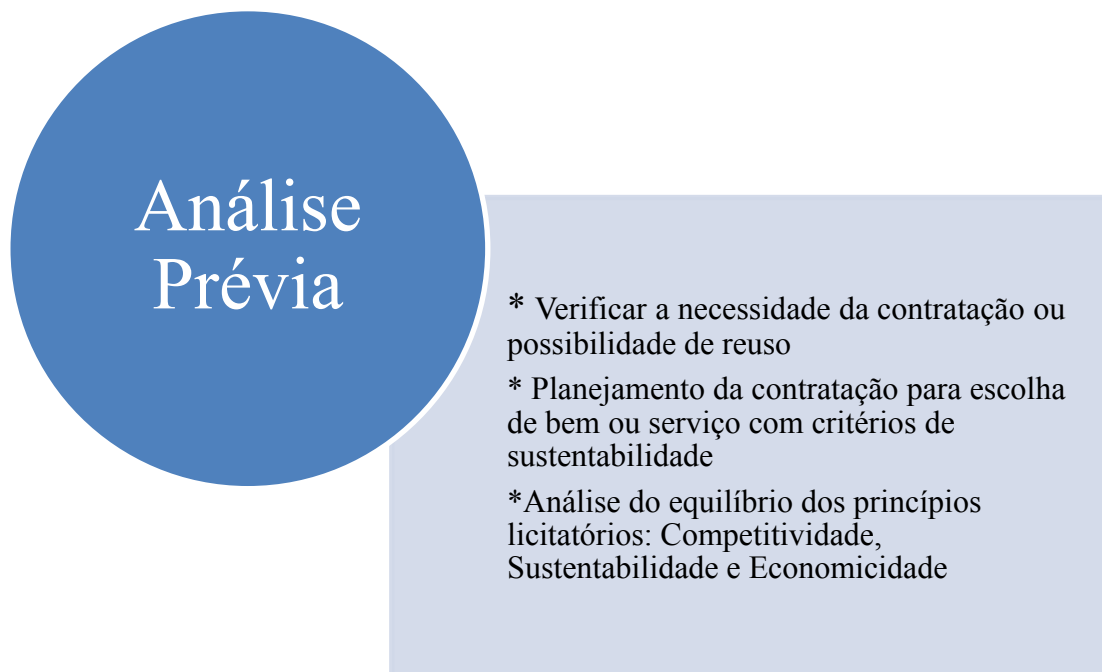 Análise
Prévia
* Verificar a necessidade da contratação ou
possibilidade de reuso
* Planejamento da contratação para escolha
de bem ou serviço com critérios de
sustentabilidade
*Análise do equilíbrio dos princípios
licitatórios: Competitividade,
Sustentabilidade e Economicidade